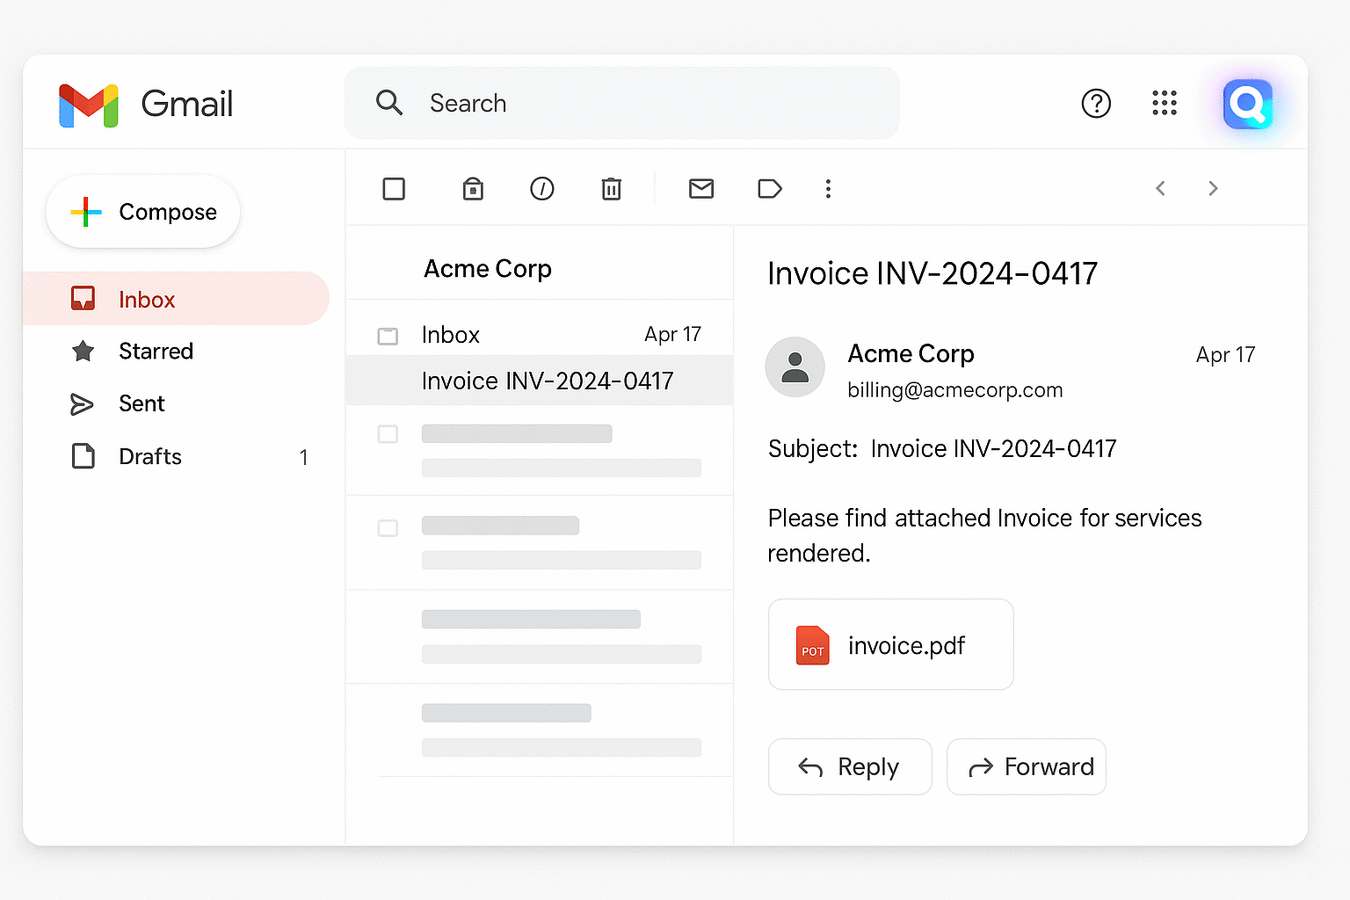 Gmail
Search
Compose
Inbox
Starred
Sent
Drafts 1
Acme Corp
Inbox Apr 17
Invoice INV-2024-0417
Invoice INV-2024-0417
Acme Corp Apr 17
billing@acmecorp.com
Subject: Invoice INV-2024-0417
Please find attached Invoice for services
rendered.
POT invoice.pdf
Reply Forward